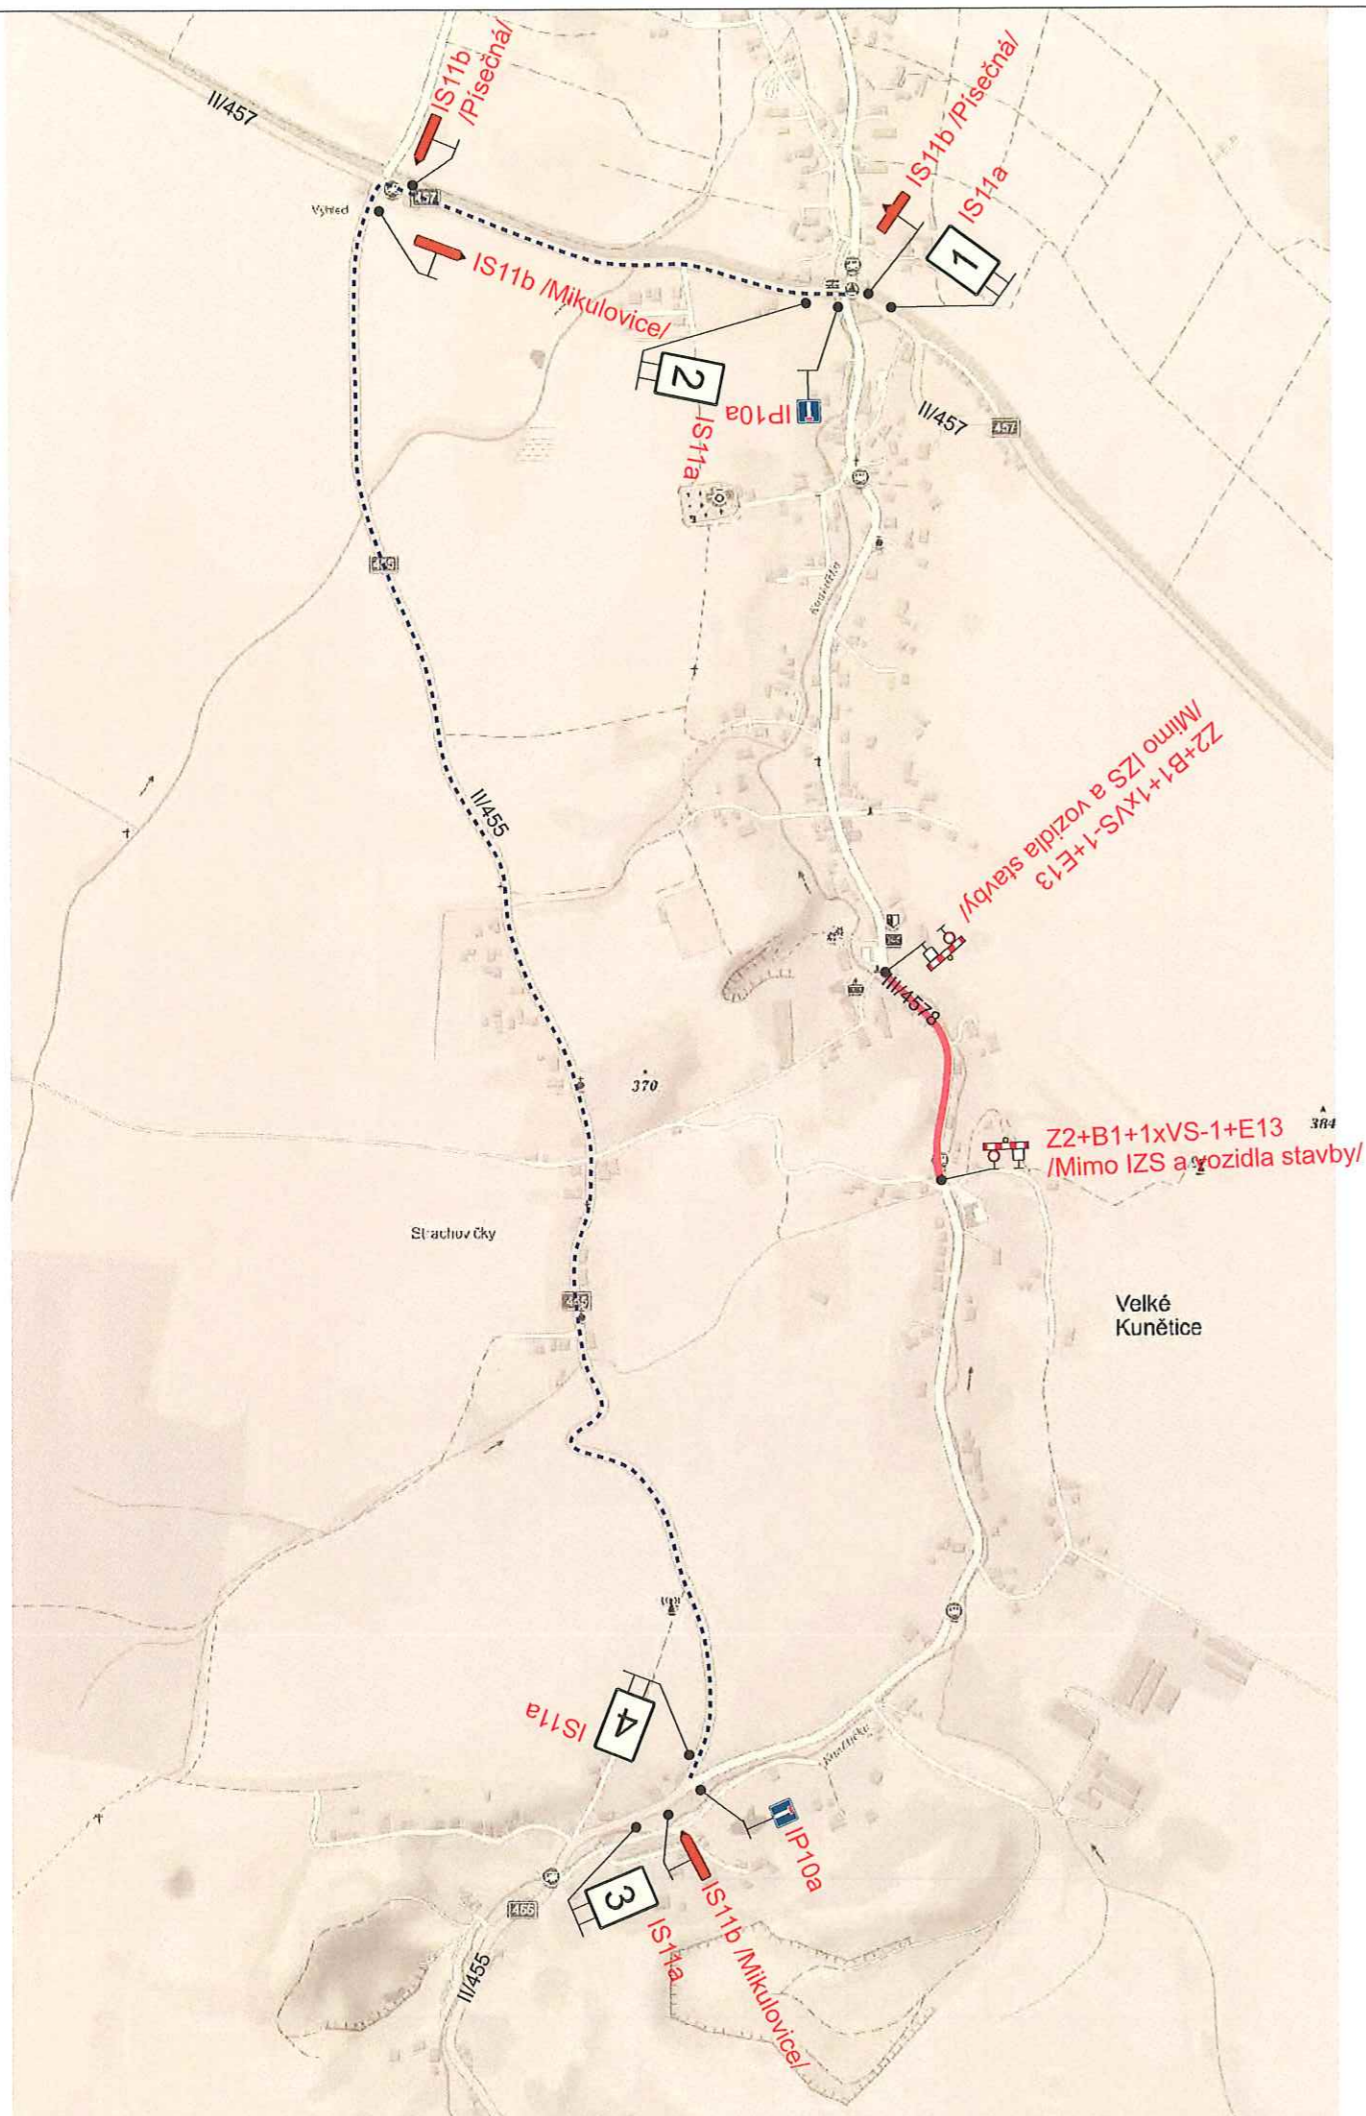 II/457
IS11b
/Písečná/
457
Výhled
IS11b /Mikulovice/
IS11b /Písečná/
IS11a
1
2
IS11a
IP10a
II/457
457
455
II/455
Z2+B1+1xVS-1+E13
/Mimo IZS a vozidla stavby/
III/4578
370
384
Z2+B1+1xVS-1+E13
/Mimo IZS a vozidla stavby/
Strachovičky
455
Velké
Kunětice
4
IS11a
IP10a
IS11b /Mikulovice/
3
IS11a
455
II/455